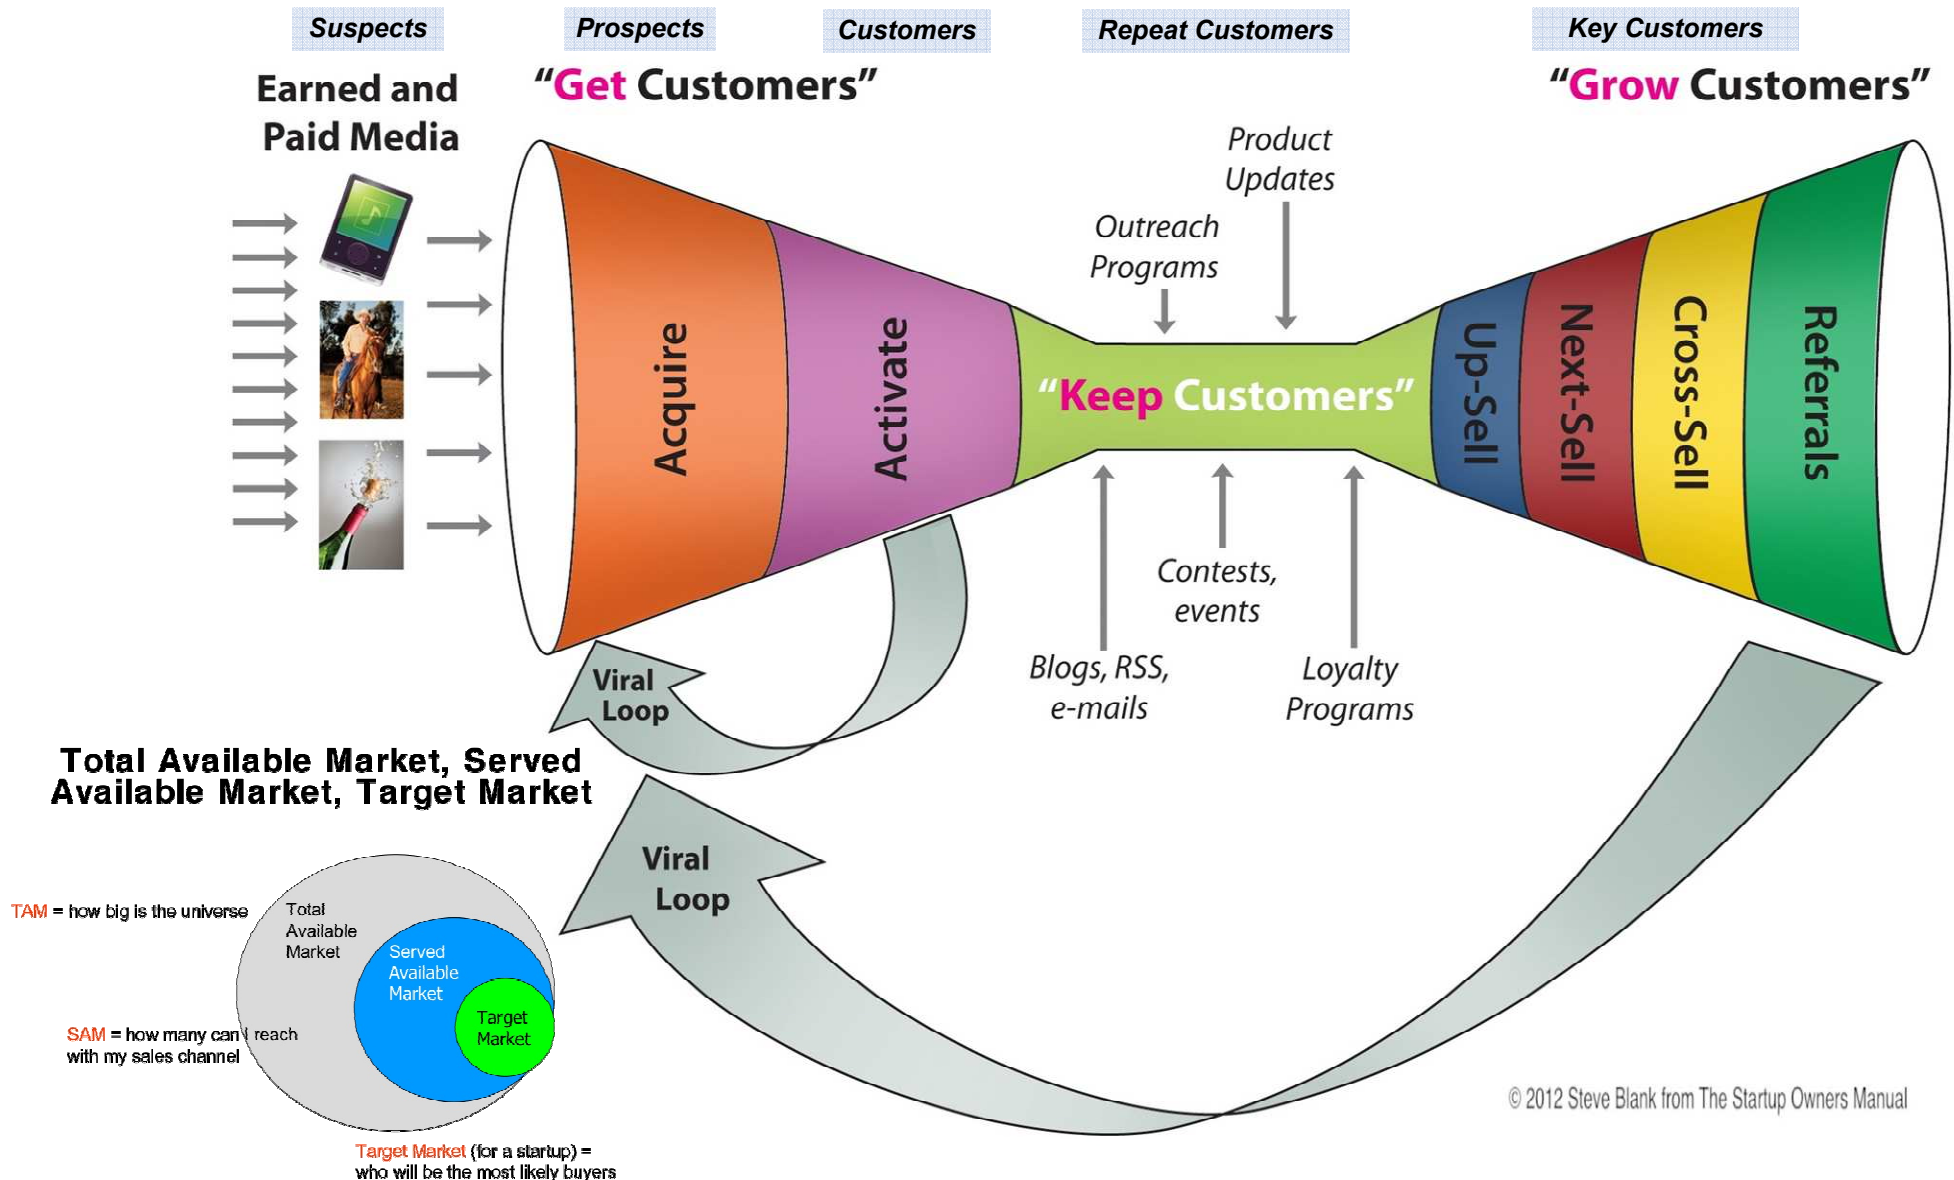 Suspects
Prospects
Customers
Repeat Customers
Key Customers
Earned and
Paid Media
“Get Customers”
“Grow Customers”
Product
Updates
Outreach
Programs
Acquire
Activate
“Keep Customers”
Up-Sell
Next-Sell
Cross-Sell
Referrals
Contests,
events
Blogs, RSS,
e-mails
Loyalty
Programs
Viral
Loop
Total Available Market, Served
Available Market, Target Market
Viral
Loop
TAM = how big is the universe
Total
Available
Market
Served
Available
Market
Target
Market
SAM = how many can I reach
with my sales channel
Target Market (for a startup) =
who will be the most likely buyers
© 2012 Steve Blank from The Startup Owners Manual